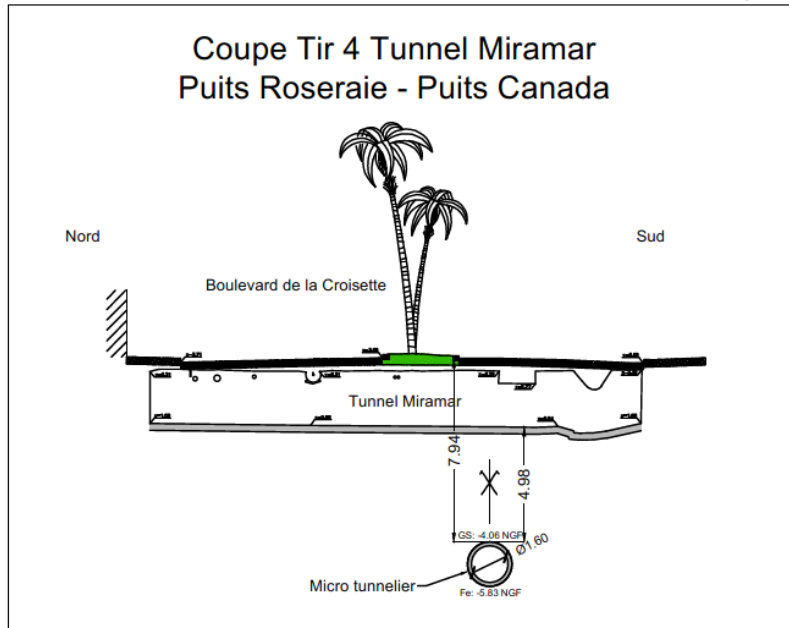 Coupe Tir 4 Tunnel Miramar
Puits Roseraie - Puits Canada
Nord
Sud
Boulevard de la Croisette
Tunnel Miramar
7.94
4.98
GS: -4.06 NGF
Ø1.60
Micro tunnelier
Fe: -5.83 NGF